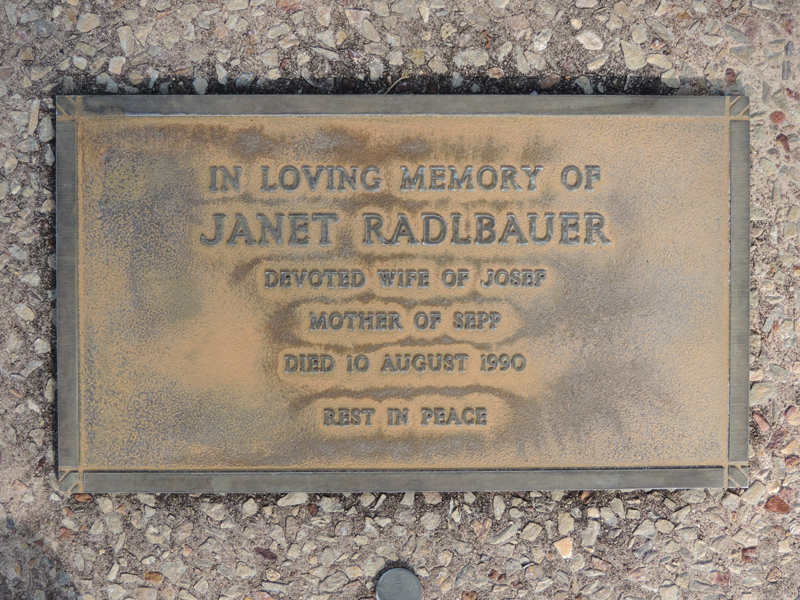 IN LOVING MEMORY OF
JANET RADLBAUER
DEVOTED WIFE OF JOSEF
MOTHER OF SEPP
DIED 10 AUGUST 1990
REST IN PEACE